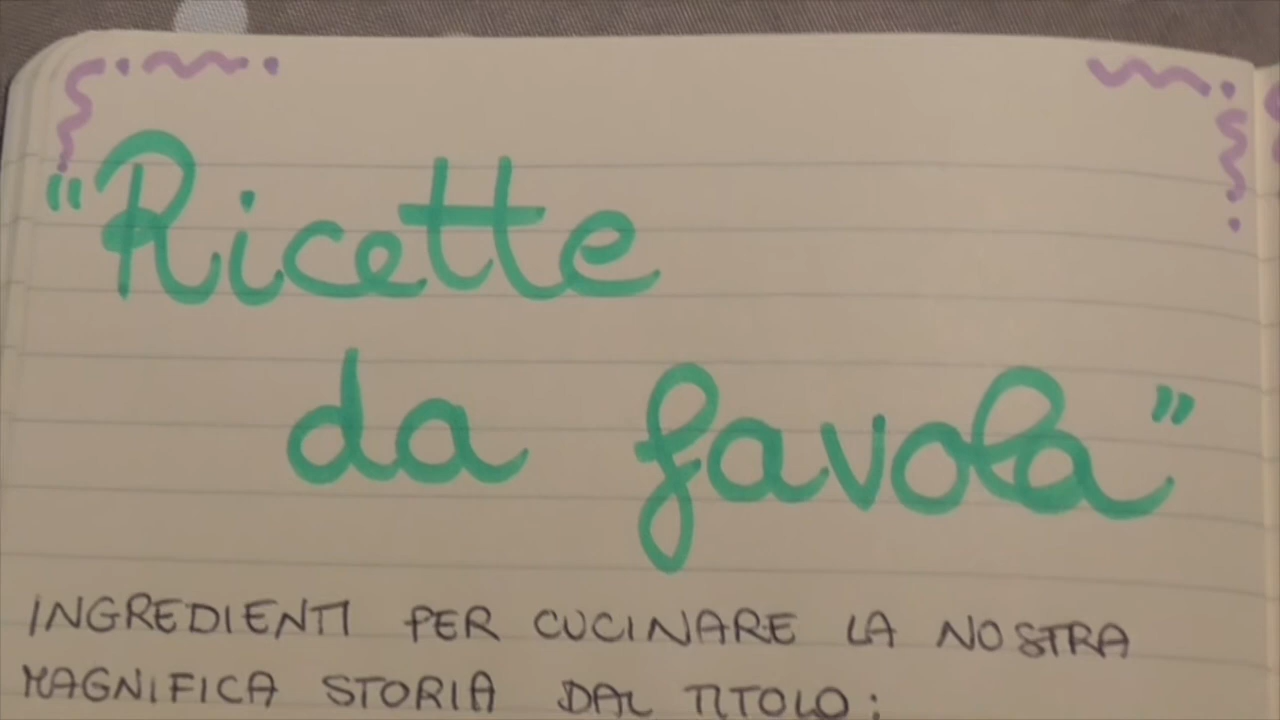 "Ricette
da favola"
INGREDIENTI PER CUCINARE LA NOSTRA
MAGNIFICA STORIA DAL TITOLO: